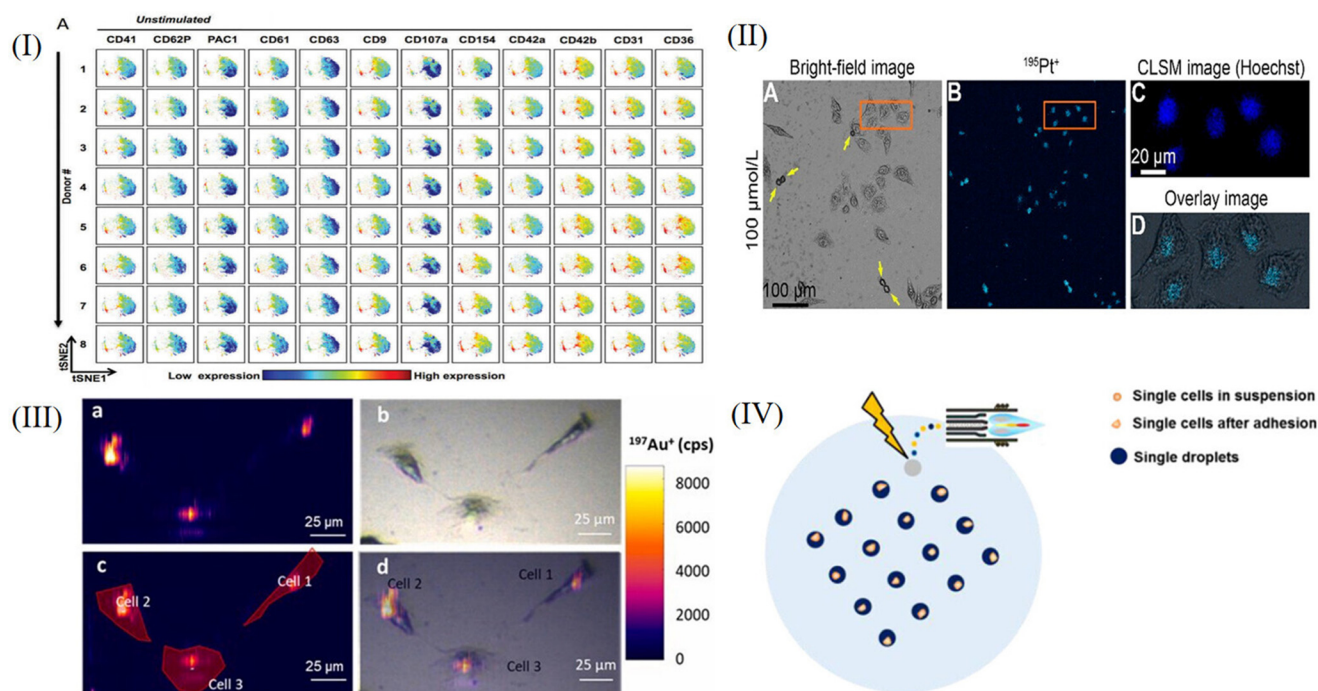 (I)
A
Unstimulated
CD41 CD62P PAC1 CD61 CD63 CD9 CD107a CD154 CD42a CD42b CD31 CD36
Donor #
1
2
3
4
5
6
7
8
tSNE2
tSNE1
Low expression High expression
(II)
Bright-field image
¹⁹⁵Pt⁺
CLSM image (Hoechst)
A
B
C
100 µmol/L
20 µm
Overlay image
D
100 µm
(III)
a
b
¹⁹⁷Au⁺ (cps)
8000
6000
4000
2000
0
25 µm
25 µm
c
Cell 1
Cell 2
Cell 3
25 µm
d
Cell 2
Cell 1
Cell 3
25 µm
(IV)
Single cells in suspension
Single cells after adhesion
Single droplets